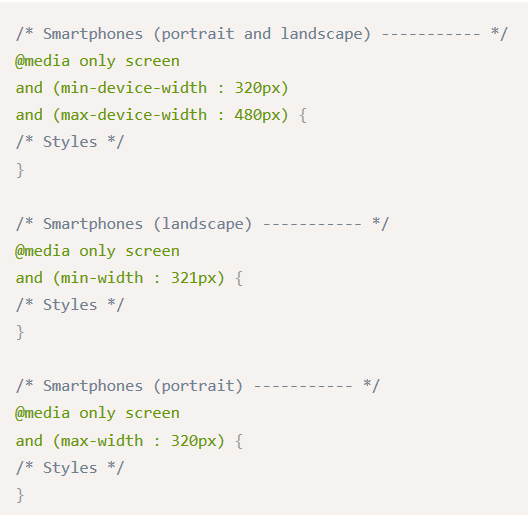 /* Smartphones (portrait and landscape) ----------- */
@media only screen
and (min-device-width : 320px)
and (max-device-width : 480px) {
/* Styles */
}
/* Smartphones (landscape) ----------- */
@media only screen
and (min-width : 321px) {
/* Styles */
}
/* Smartphones (portrait) ----------- */
@media only screen
and (max-width : 320px) {
/* Styles */
}